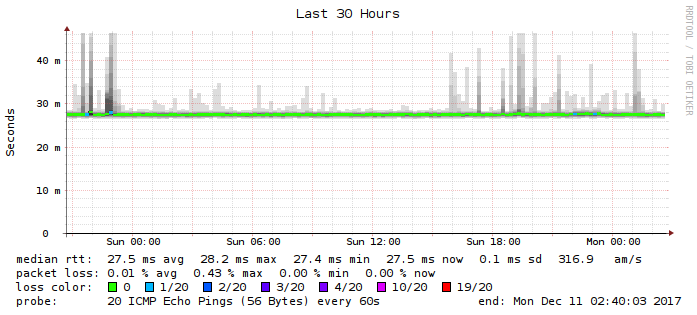 Last 30 Hours
RRDTOOL / TOBI OETIKER
Seconds
40 m
30 m
20 m
10 m
0
Sun 00:00 Sun 06:00 Sun 12:00 Sun 18:00 Mon 00:00
median rtt: 27.5 ms avg 28.2 ms max 27.4 ms min 27.5 ms now 0.1 ms sd 316.9 am/s
packet loss: 0.01 % avg 0.43 % max 0.00 % min 0.00 % now
loss color: 0 1/20 2/20 3/20 4/20 10/20 19/20
probe: 20 ICMP Echo Pings (56 Bytes) every 60s end: Mon Dec 11 02:40:03 2017